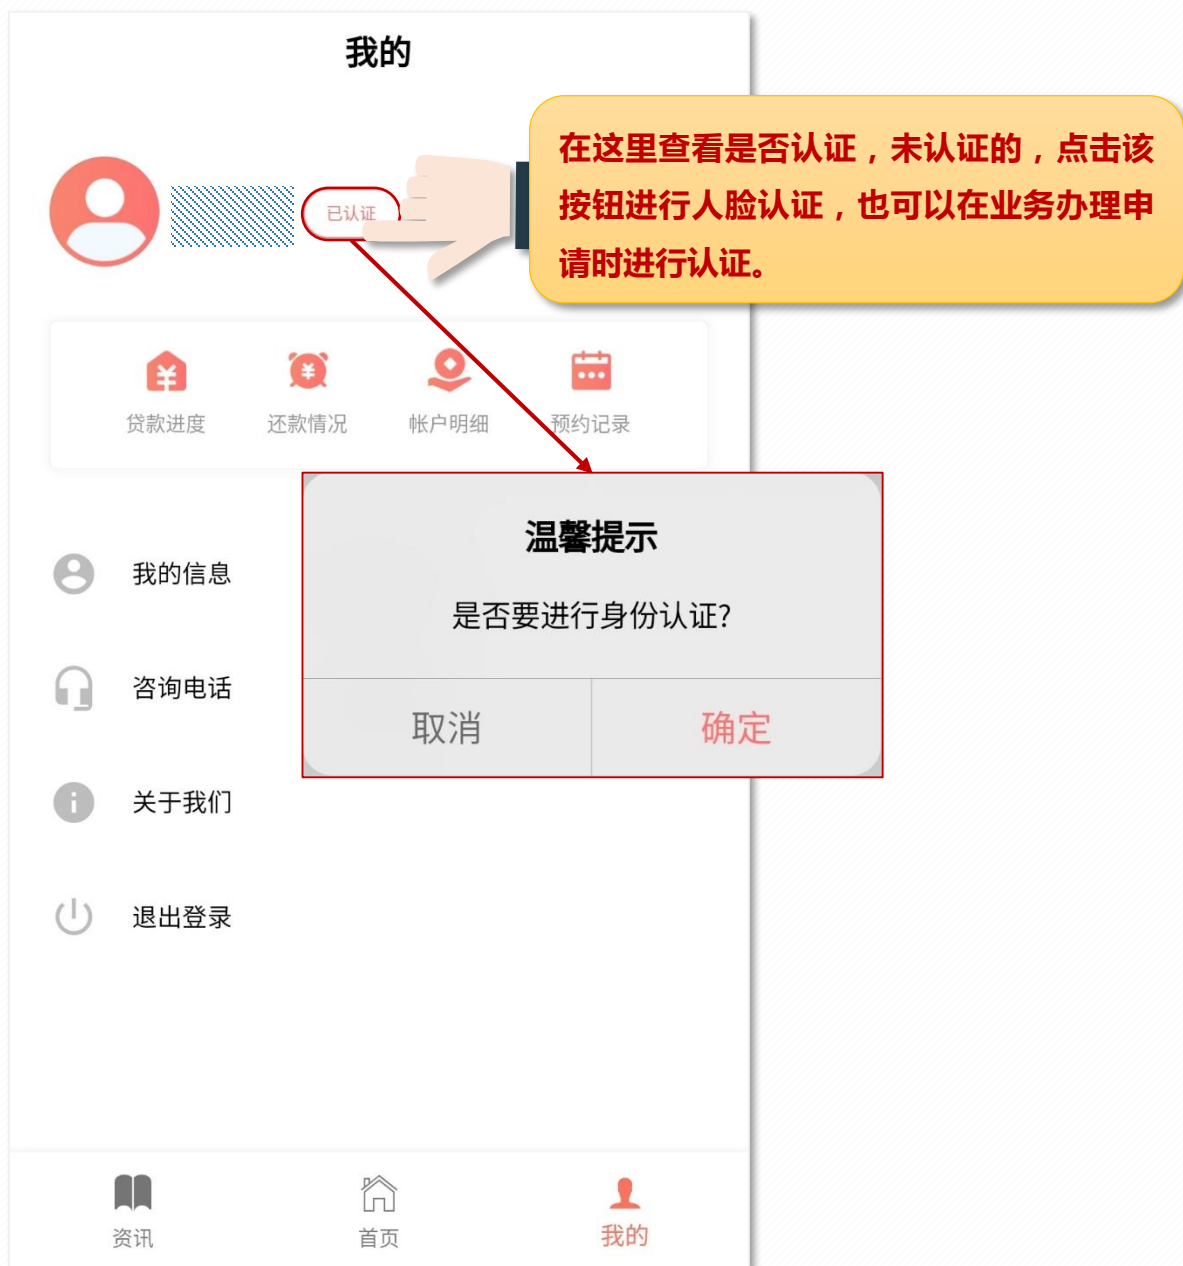 我的
在这里查看是否认证，未认证的，点击该
按钮进行人脸认证，也可以在业务办理申
请时进行认证。
已认证
贷款进度 还款情况 帐户明细 预约记录
温馨提示
是否要进行身份认证?
取消 确定
我的信息
咨询电话
关于我们
退出登录
资讯 首页 我的